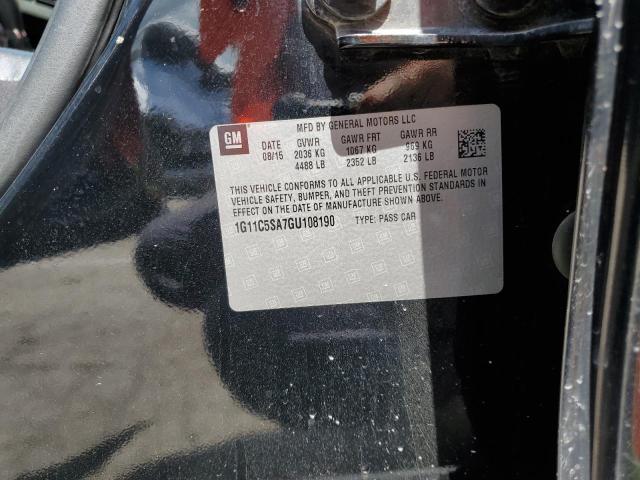 MFD BY GENERAL MOTORS LLC
GM DATE GVWR GAWR FRT GAWR RR
08/15 2036 KG 1067 KG 969 KG
4488 LB 2352 LB 2136 LB
THIS VEHICLE CONFORMS TO ALL APPLICABLE U.S. FEDERAL MOTOR
VEHICLE SAFETY, BUMPER, AND THEFT PREVENTION STANDARDS IN
EFFECT ON THE DATE OF MANUFACTURE SHOWN ABOVE.
1G11C5SA7GU108190 TYPE: PASS CAR